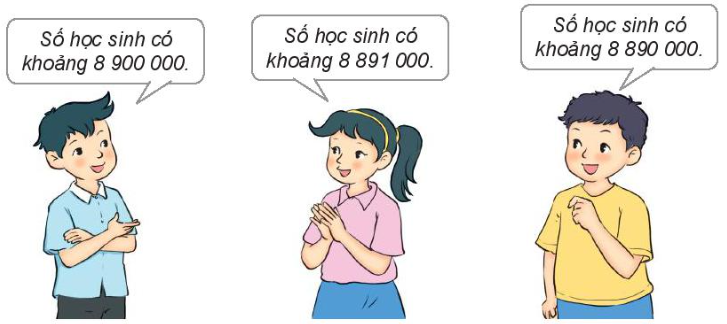 Số học sinh có
khoảng 8 900 000.
Số học sinh có
khoảng 8 891 000.
Số học sinh có
khoảng 8 890 000.